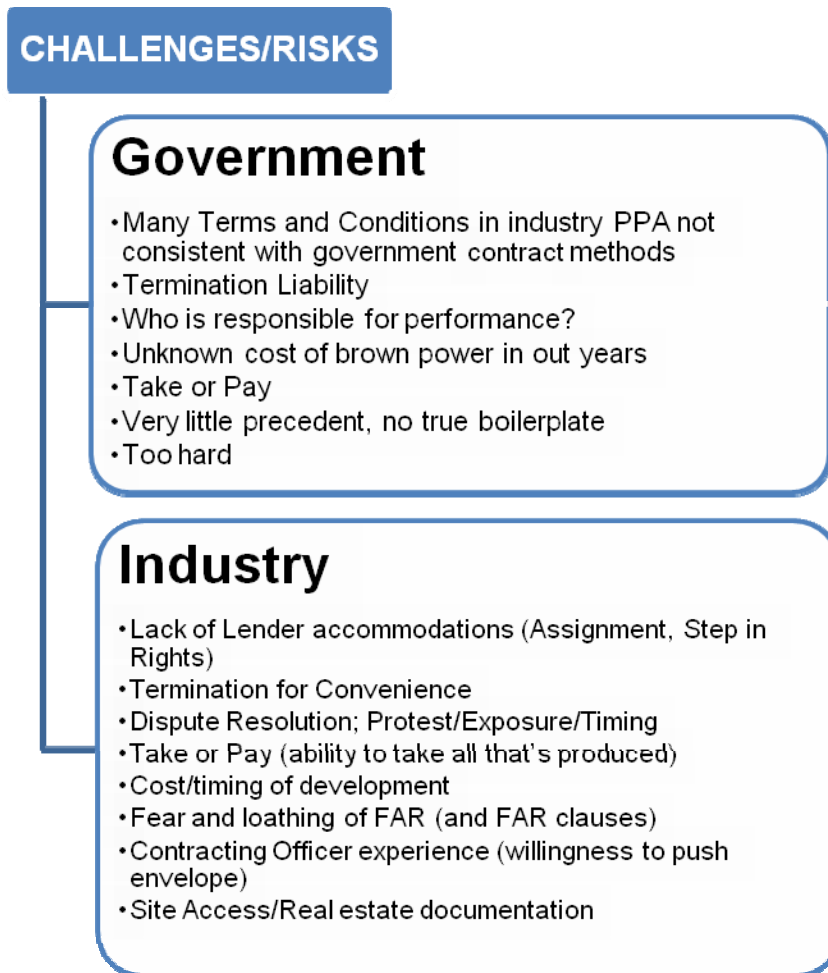 CHALLENGES/RISKS
Government
•Many Terms and Conditions in industry PPA not
consistent with government contract methods
•Termination Liability
•Who is responsible for performance?
•Unknown cost of brown power in out years
•Take or Pay
•Very little precedent, no true boilerplate
•Too hard
Industry
•Lack of Lender accommodations (Assignment, Step in
Rights)
•Termination for Convenience
•Dispute Resolution; Protest/Exposure/Timing
•Take or Pay (ability to take all that's produced)
•Cost/timing of development
•Fear and loathing of FAR (and FAR clauses)
•Contracting Officer experience (willingness to push
envelope)
•Site Access/Real estate documentation